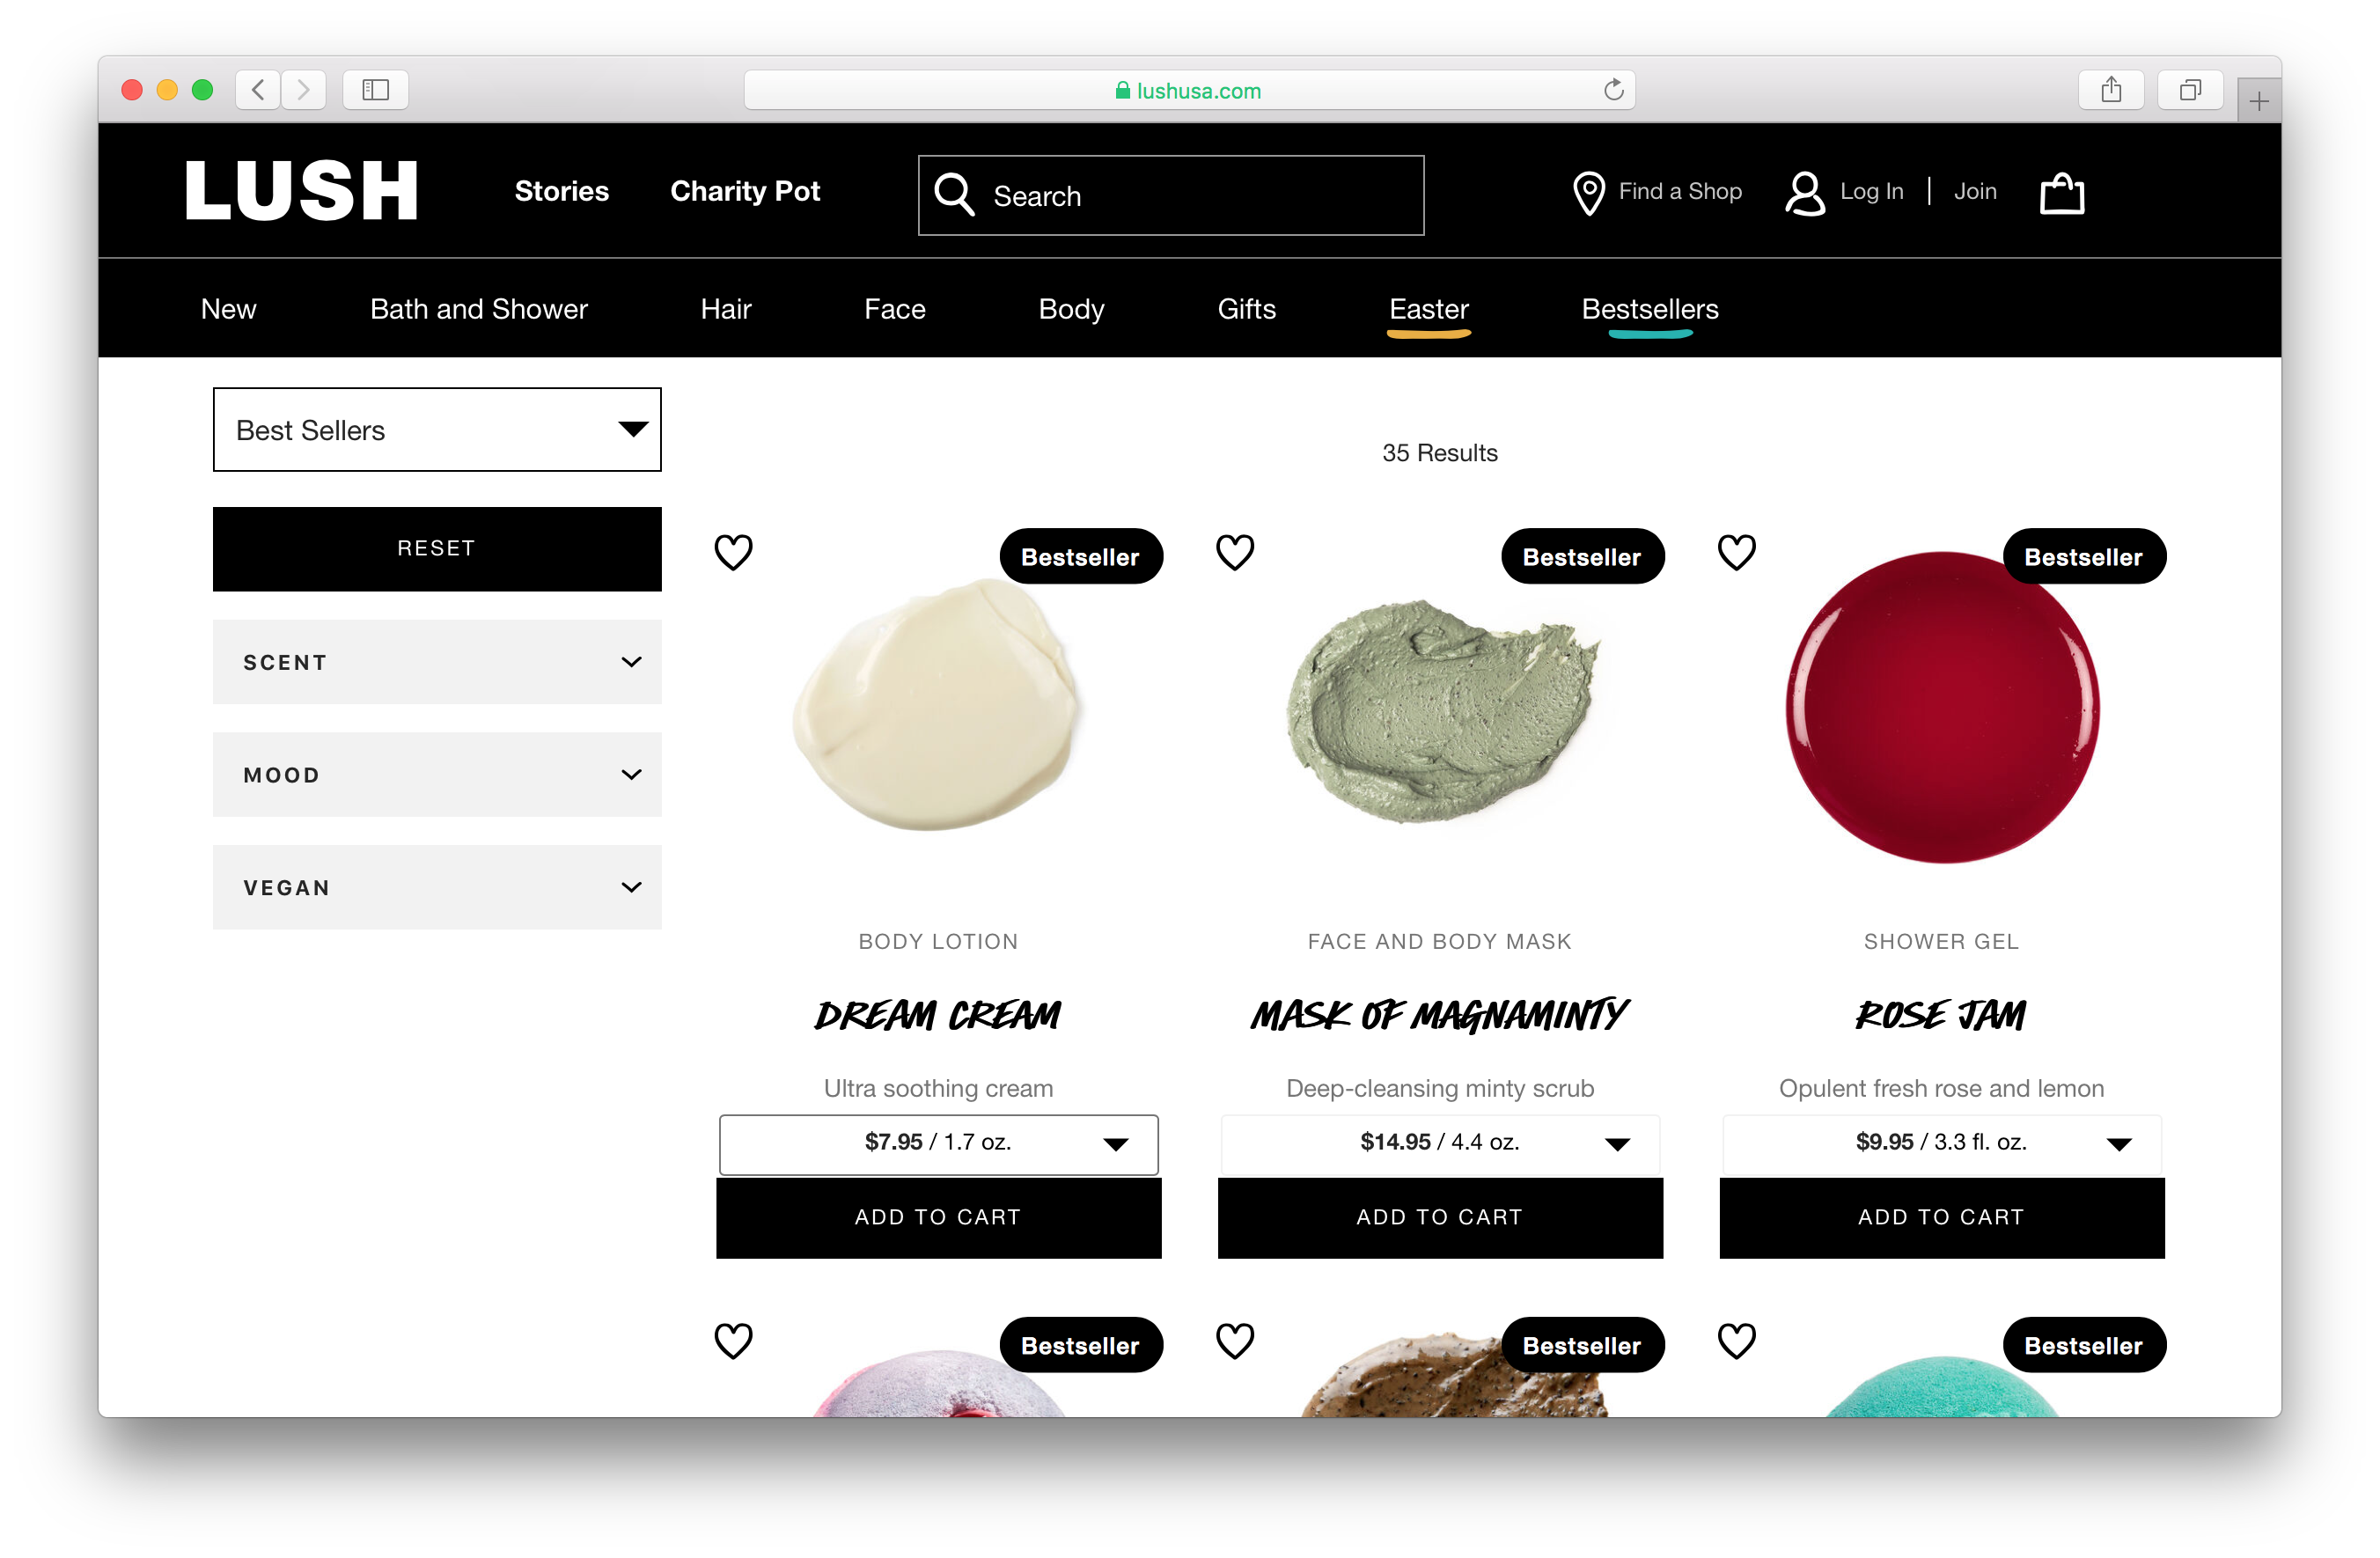 lushusa.com
LUSH
Stories
Charity Pot
Search
Find a Shop
Log In | Join
New
Bath and Shower
Hair
Face
Body
Gifts
Easter
Bestsellers
Best Sellers
RESET
SCENT
MOOD
VEGAN
35 Results
Bestseller
BODY LOTION
DREAM CREAM
Ultra soothing cream
$7.95 / 1.7 oz.
ADD TO CART
Bestseller
FACE AND BODY MASK
MASK OF MAGNAMINTY
Deep-cleansing minty scrub
$14.95 / 4.4 oz.
ADD TO CART
Bestseller
SHOWER GEL
ROSE JAM
Opulent fresh rose and lemon
$9.95 / 3.3 fl. oz.
ADD TO CART
Bestseller
Bestseller
Bestseller